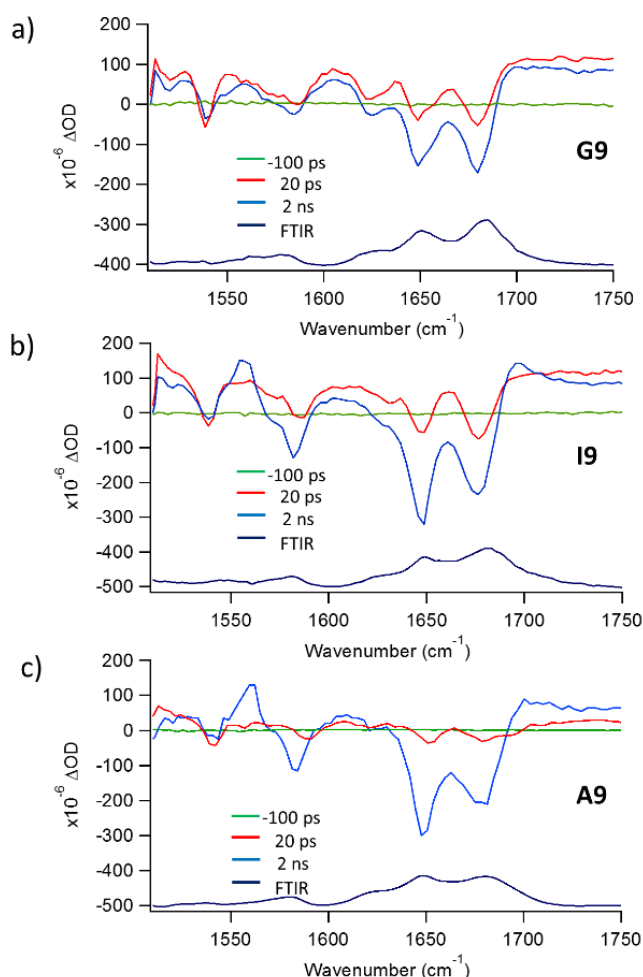 a)
x10⁻⁶ ΔOD
200
100
0
-100
-200
-300
-400
-100 ps
20 ps
2 ns
FTIR
G9
1550
1600
1650
1700
1750
Wavenumber (cm⁻¹)
b)
x10⁻⁶ ΔOD
200
100
0
-100
-200
-300
-400
-500
-100 ps
20 ps
2 ns
FTIR
I9
1550
1600
1650
1700
1750
Wavenumber (cm⁻¹)
c)
x10⁻⁶ ΔOD
200
100
0
-100
-200
-300
-400
-500
-100 ps
20 ps
2 ns
FTIR
A9
1550
1600
1650
1700
1750
Wavenumber (cm⁻¹)